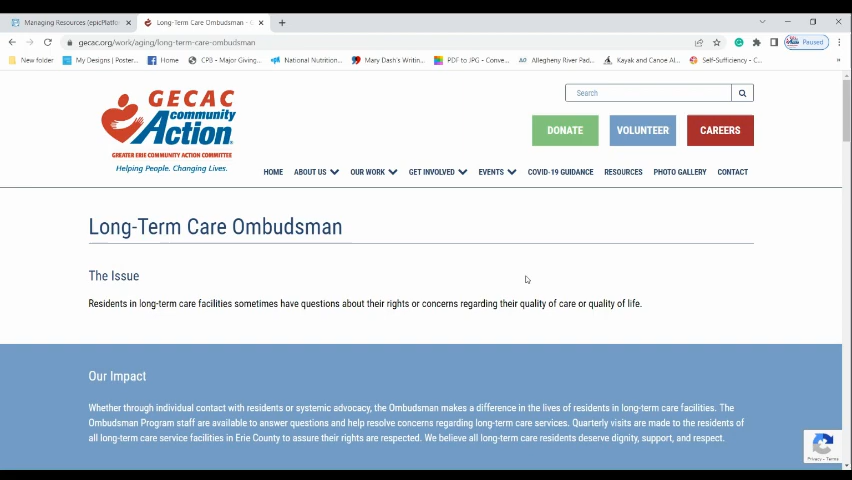 Managing Resources (epicPlatfo
Long-Term Care Ombudsman - G
gecac.org/work/aging/long-term-care-ombudsman
Paused
New folder
My Designs | Poster...
Home
CP3 - Major Giving...
National Nutrition...
Mary Dash's Writin...
PDF to JPG - Conve...
Allegheny River Pad...
Kayak and Canoe Al...
Self-Sufficiency - C...
GECAC
community
Action
GREATER ERIE COMMUNITY ACTION COMMITTEE
Helping People. Changing Lives.
Search
DONATE
VOLUNTEER
CAREERS
HOME
ABOUT US
OUR WORK
GET INVOLVED
EVENTS
COVID-19 GUIDANCE
RESOURCES
PHOTO GALLERY
CONTACT
Long-Term Care Ombudsman
The Issue
Residents in long-term care facilities sometimes have questions about their rights or concerns regarding their quality of care or quality of life.
Our Impact
Whether through individual contact with residents or systemic advocacy, the Ombudsman makes a difference in the lives of residents in long-term care facilities. The
Ombudsman Program staff are available to answer questions and help resolve concerns regarding long-term care services. Quarterly visits are made to the residents of
all long-term care service facilities in Erie County to assure their rights are respected. We believe all long-term care residents deserve dignity, support, and respect.
Privacy - Terms